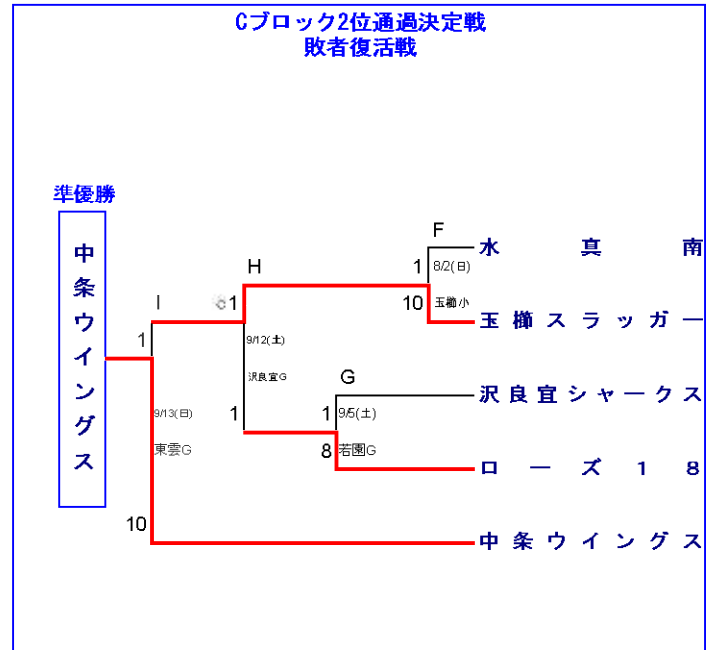 Cブロック2位通過決定戦
敗者復活戦
準優勝
中条ウイングス
F
水真南
1
8/2(日)
H
10
玉櫛小
玉櫛スラッガー
I
1
1
9/12(土)
沢良宜G
G
沢良宜シャークス
1
1
9/5(土)
9/13(日)
東雲G
8
若園G
ローズ18
10
中条ウイングス